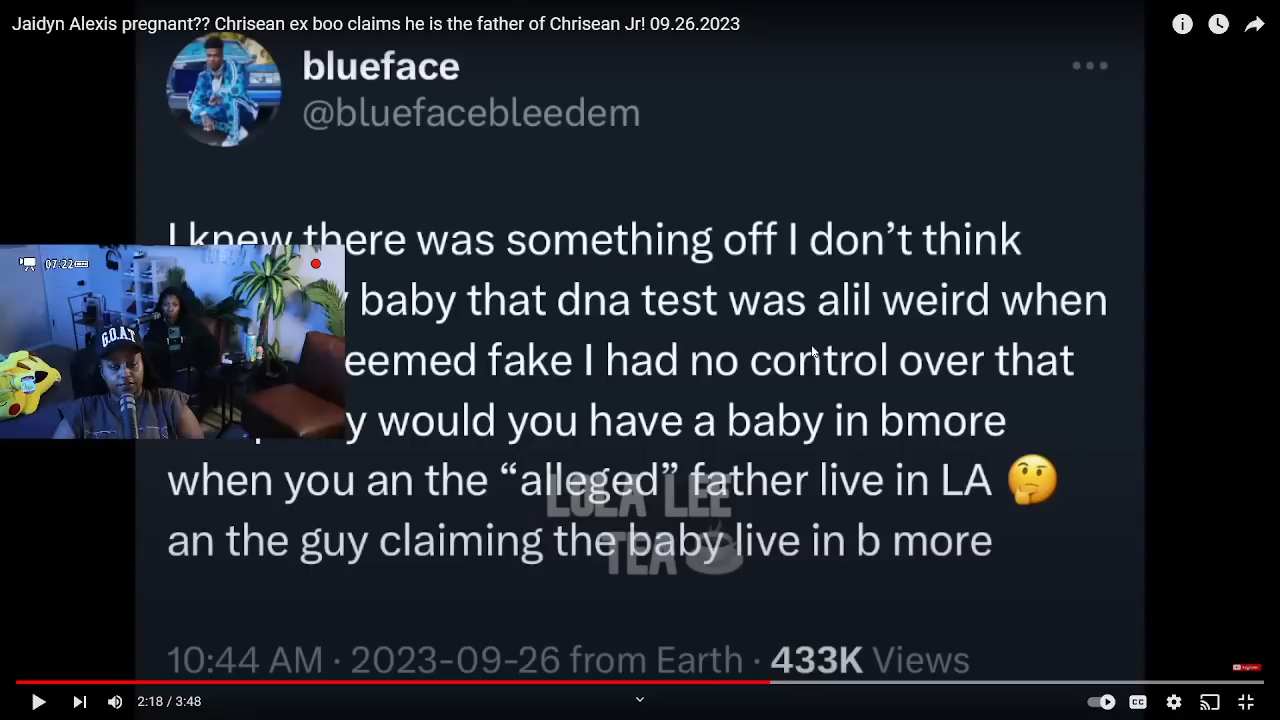 Jaidyn Alexis pregnant?? Chrisean ex boo claims he is the father of Chrisean Jr! 09.26.2023
blueface
@bluefacebleedem
I knew there was something off I don’t think
baby that dna test was alil weird when
eemed fake I had no control over that
y would you have a baby in bmore
when you an the “alleged” father live in LA 🤔
an the guy claiming the baby live in b more
LOLA LEE
TEA
10:44 AM · 2023-09-26 from Earth · 433K Views
07:22
G.O.A.T
2:18 / 3:48
CC